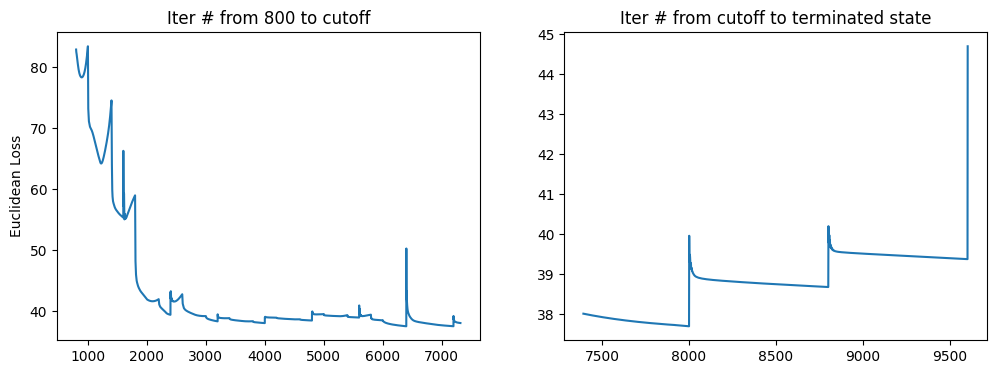 Iter # from 800 to cutoff
Euclidean Loss
80
70
60
50
40
1000 2000 3000 4000 5000 6000 7000
Iter # from cutoff to terminated state
45
44
43
42
41
40
39
38
7500 8000 8500 9000 9500